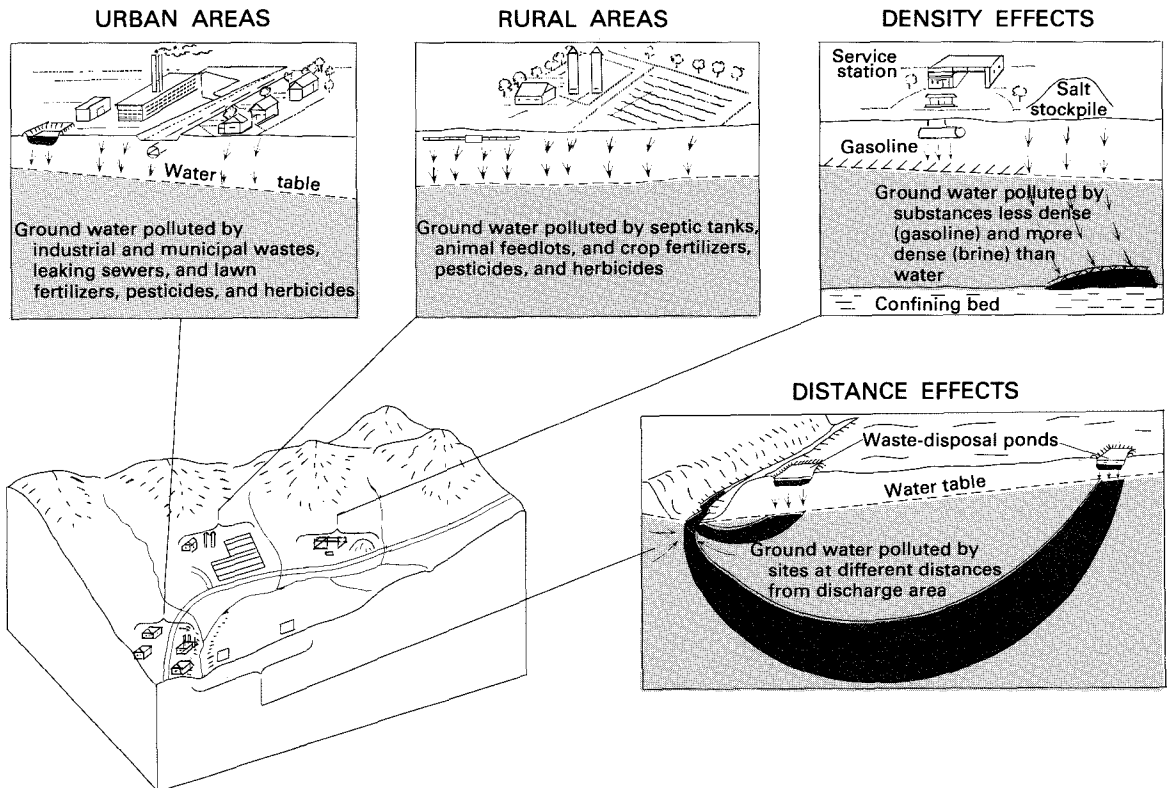 URBAN AREAS
Water
table
Ground water polluted by
industrial and municipal wastes,
leaking sewers, and lawn
fertilizers, pesticides, and herbicides
RURAL AREAS
Ground water polluted by septic tanks,
animal feedlots, and crop fertilizers,
pesticides, and herbicides
DENSITY EFFECTS
Service
station
Salt
stockpile
Gasoline
Ground water polluted by
substances less dense
(gasoline) and more
dense (brine) than
water
Confining bed
DISTANCE EFFECTS
Waste-disposal ponds
Water table
Ground water polluted by
sites at different distances
from discharge area